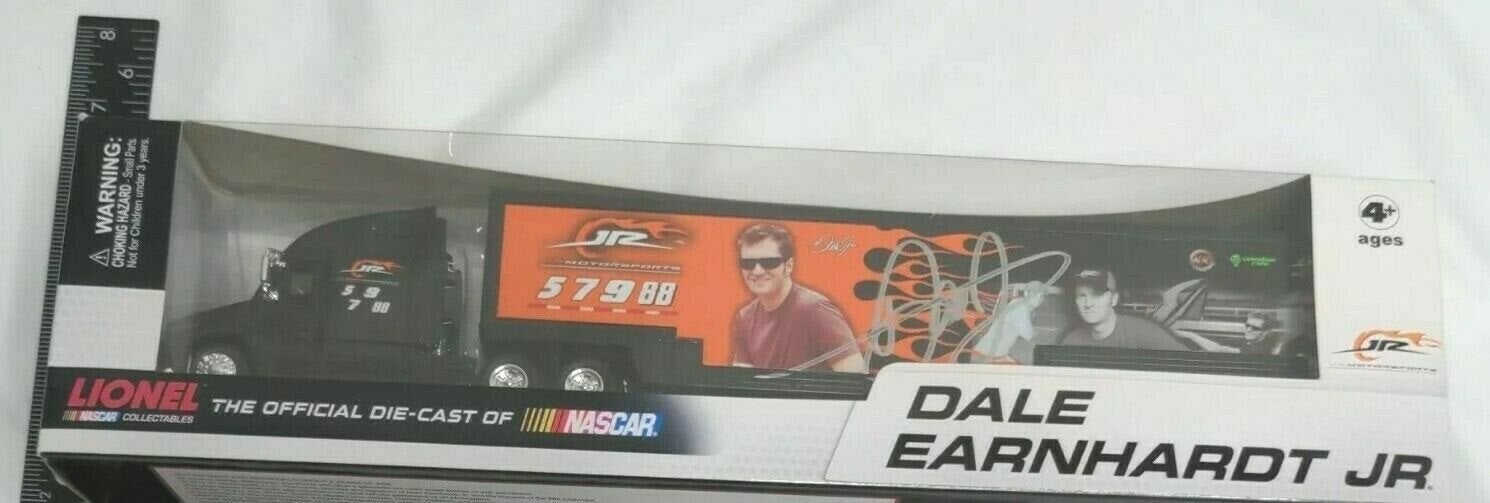 8
6
7
WARNING:
CHOKING HAZARD - Small Parts.
Not for Children under 3 years.
JR
MOTORSPORTS
5 7 9 88
JR
5 9
7 88
4+
ages
JR
MOTORSPORTS
LIONEL
NASCAR COLLECTABLES
THE OFFICIAL DIE-CAST OF NASCAR
DALE
EARNHARDT JR.
2